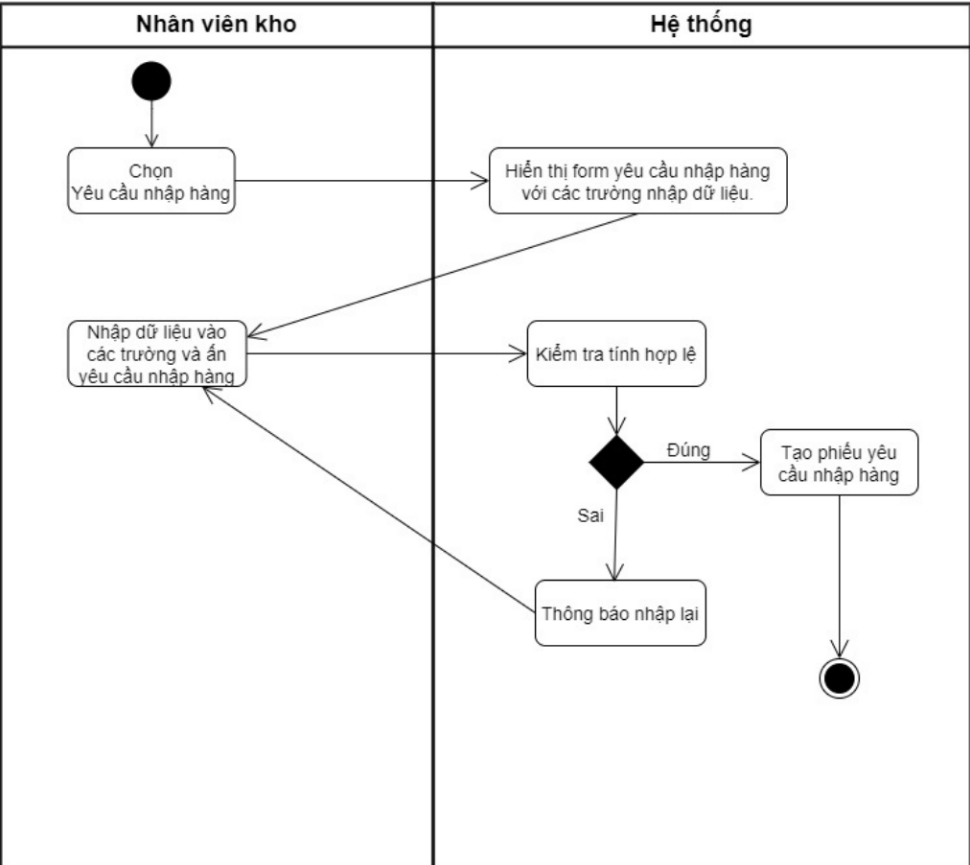 Nhân viên kho
Hệ thống
Chọn
Yêu cầu nhập hàng
Hiển thị form yêu cầu nhập hàng
với các trường nhập dữ liệu.
Nhập dữ liệu vào
các trường và ấn
yêu cầu nhập hàng
Kiểm tra tính hợp lệ
Đúng
Tạo phiếu yêu
cầu nhập hàng
Sai
Thông báo nhập lại